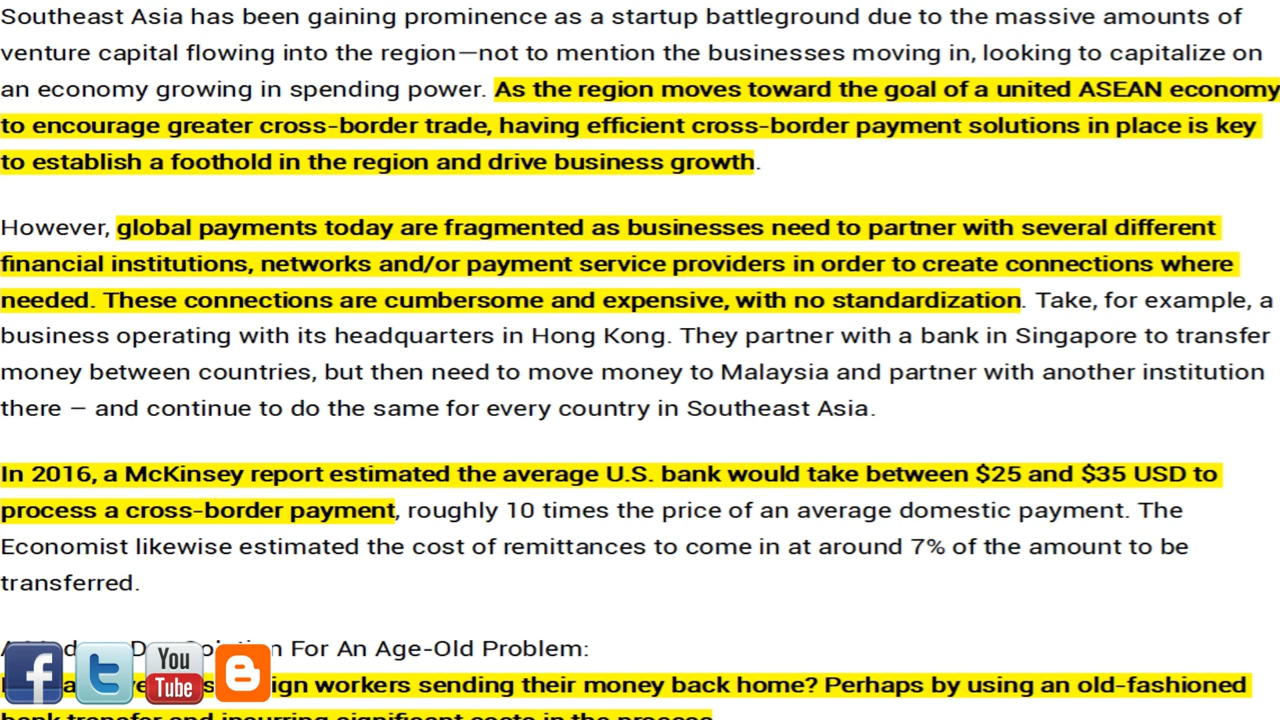 Southeast Asia has been gaining prominence as a startup battleground due to the massive amounts of
venture capital flowing into the region—not to mention the businesses moving in, looking to capitalize on
an economy growing in spending power. As the region moves toward the goal of a united ASEAN economy
to encourage greater cross-border trade, having efficient cross-border payment solutions in place is key
to establish a foothold in the region and drive business growth.
However, global payments today are fragmented as businesses need to partner with several different
financial institutions, networks and/or payment service providers in order to create connections where
needed. These connections are cumbersome and expensive, with no standardization. Take, for example, a
business operating with its headquarters in Hong Kong. They partner with a bank in Singapore to transfer
money between countries, but then need to move money to Malaysia and partner with another institution
there – and continue to do the same for every country in Southeast Asia.
In 2016, a McKinsey report estimated the average U.S. bank would take between $25 and $35 USD to
process a cross-border payment, roughly 10 times the price of an average domestic payment. The
Economist likewise estimated the cost of remittances to come in at around 7% of the amount to be
transferred.
For An Age-Old Problem:
workers sending their money back home? Perhaps by using an old-fashioned
bank transfer and incurring significant costs in the process
You
Tube